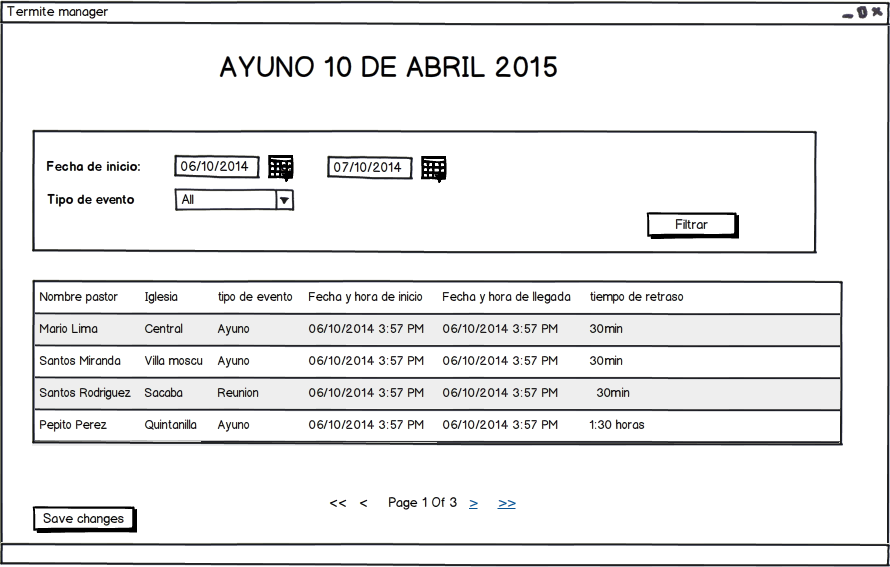 Termite manager
AYUNO 10 DE ABRIL 2015
Fecha de inicio: 06/10/2014 07/10/2014
Tipo de evento All
Filtrar
Nombre pastor Iglesia tipo de evento Fecha y hora de inicio Fecha y hora de llegada tiempo de retraso
Mario Lima Central Ayuno 06/10/2014 3:57 PM 06/10/2014 3:57 PM 30min
Santos Miranda Villa moscu Ayuno 06/10/2014 3:57 PM 06/10/2014 3:57 PM 30min
Santos Rodriguez Sacaba Reunion 06/10/2014 3:57 PM 06/10/2014 3:57 PM 30min
Pepito Perez Quintanilla Ayuno 06/10/2014 3:57 PM 06/10/2014 3:57 PM 1:30 horas
<< < Page 1 Of 3 > >>
Save changes